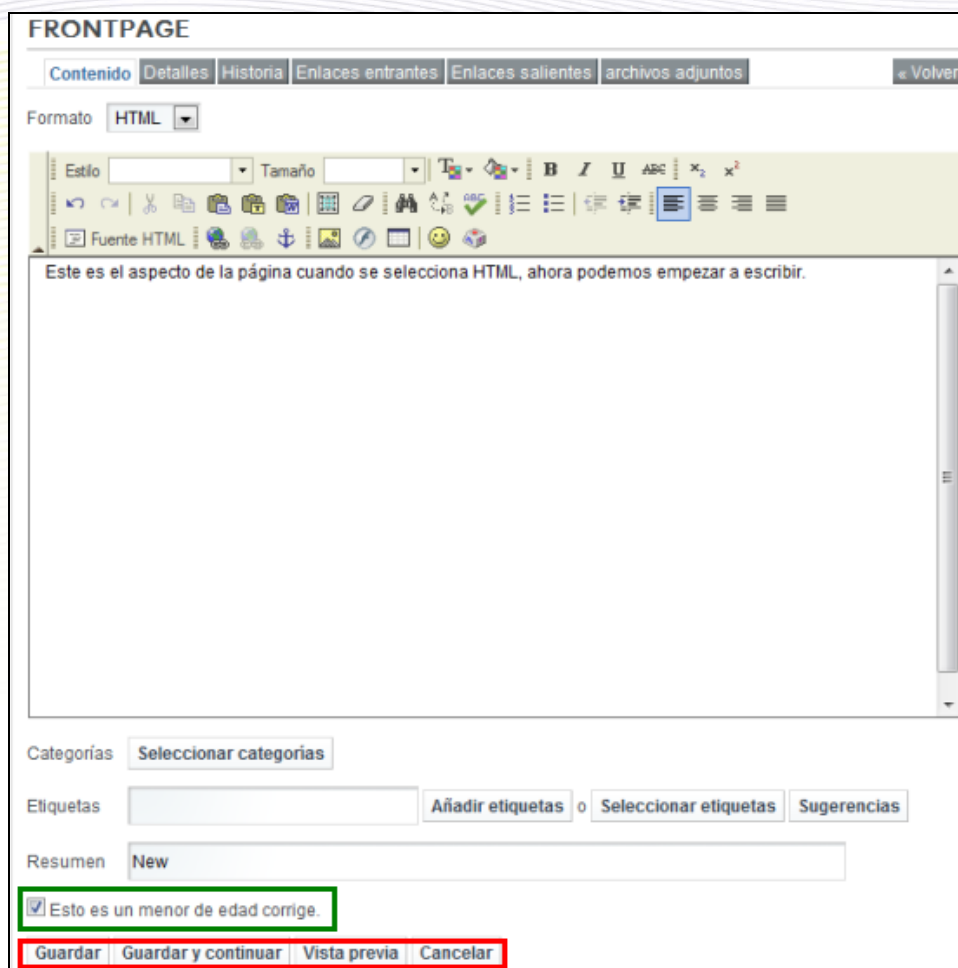 FRONTPAGE
Contenido Detalles Historia Enlaces entrantes Enlaces salientes archivos adjuntos « Volver
Formato HTML
Estilo Tamaño B I U ABC x₂ x²
Fuente HTML
Este es el aspecto de la página cuando se selecciona HTML, ahora podemos empezar a escribir.
Categorías Seleccionar categorías
Etiquetas Añadir etiquetas o Seleccionar etiquetas Sugerencias
Resumen New
Esto es un menor de edad corrige.
Guardar Guardar y continuar Vista previa Cancelar